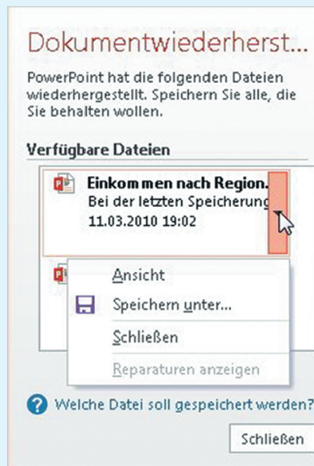 Dokumentwiederherst...
PowerPoint hat die folgenden Dateien
wiederhergestellt. Speichern Sie alle, die
Sie behalten wollen.
Verfügbare Dateien
Einkommen nach Region.
Bei der letzten Speicherung
11.03.2010 19:02
Ansicht
Speichern unter...
Schließen
Reparaturen anzeigen
Welche Datei soll gespeichert werden?
Schließen